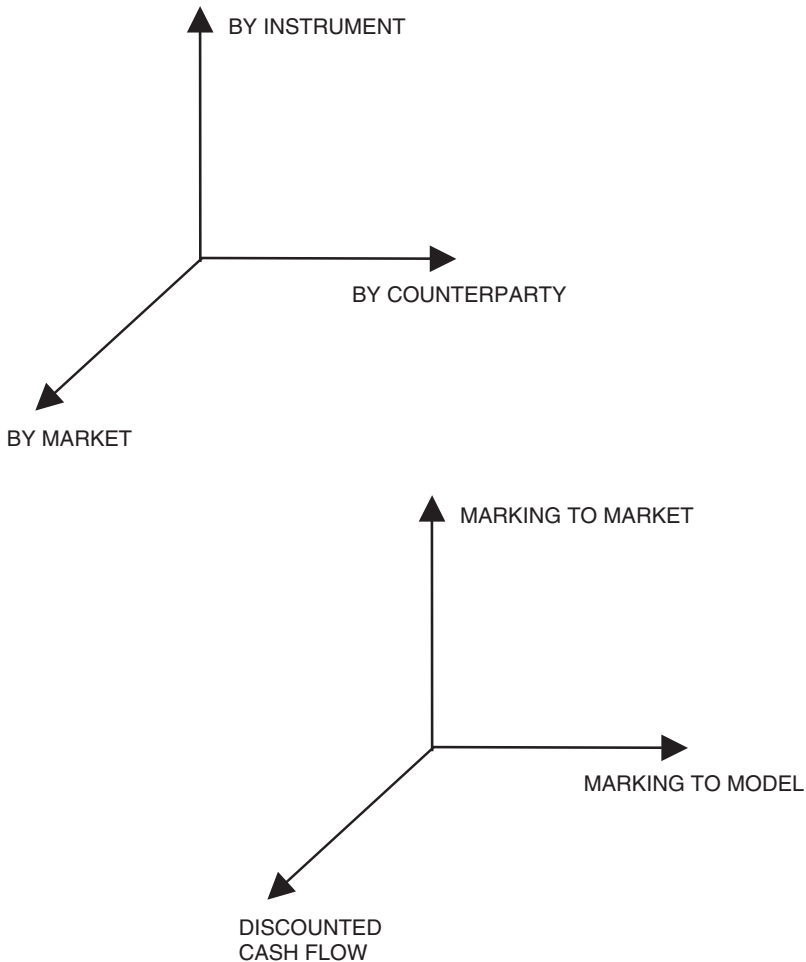 BY INSTRUMENT
BY COUNTERPARTY
BY MARKET
MARKING TO MARKET
MARKING TO MODEL
DISCOUNTED
CASH FLOW